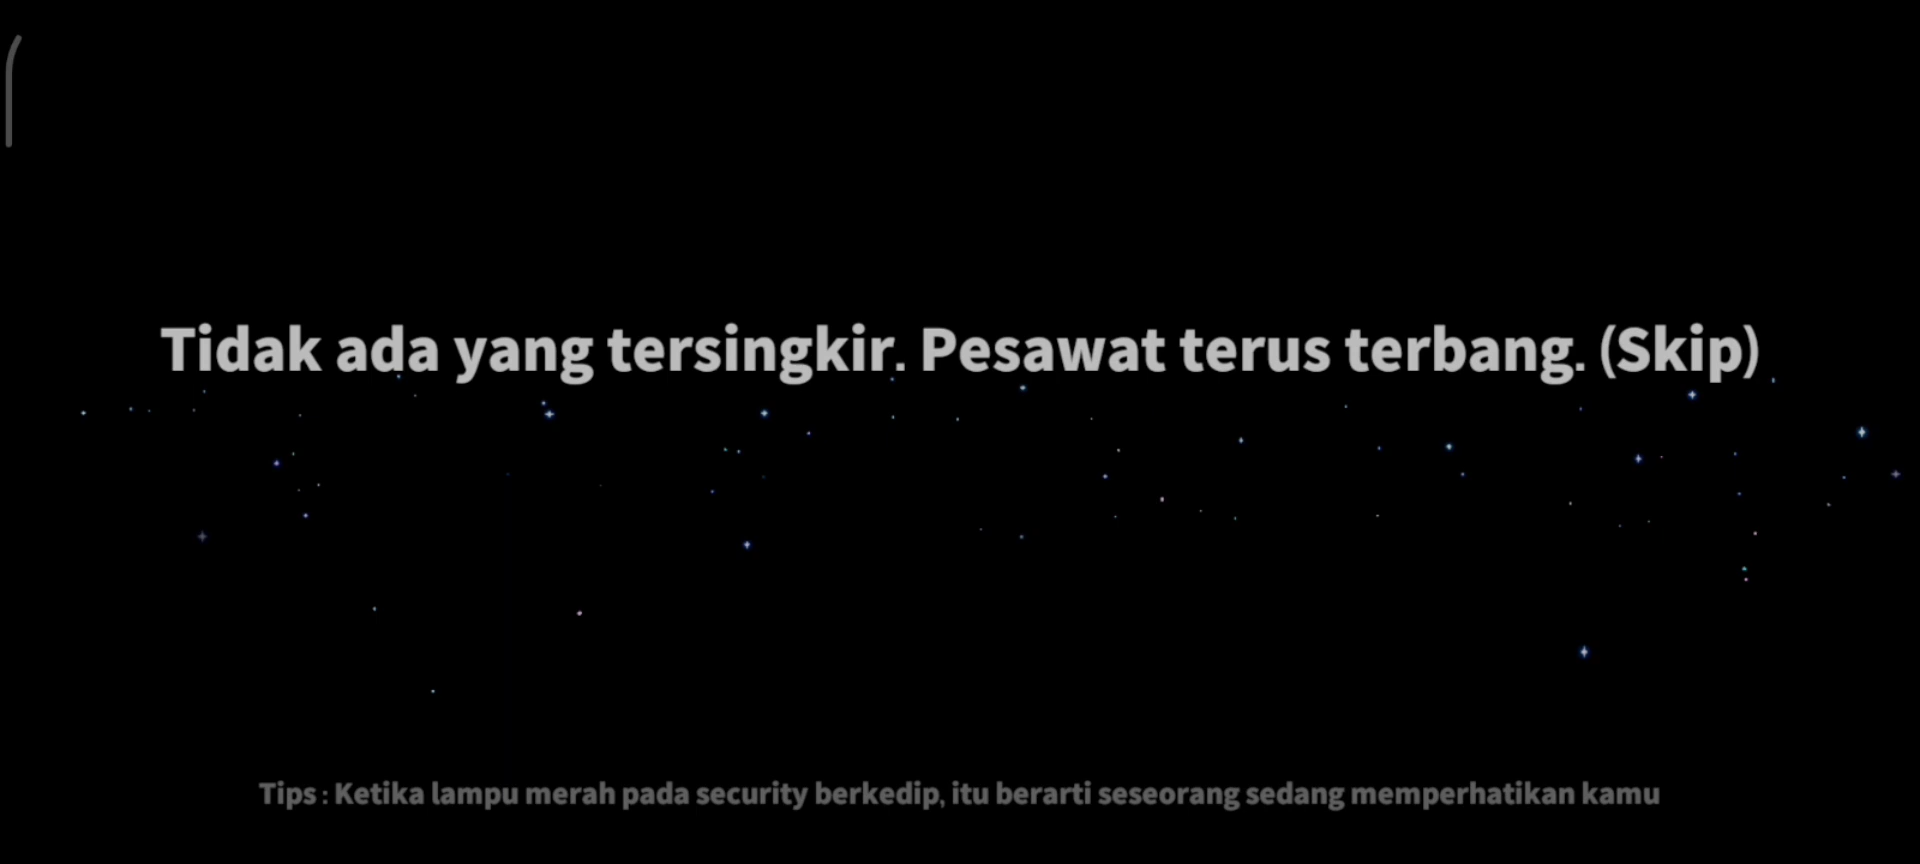 Tidak ada yang tersingkir. Pesawat terus terbang. (Skip)
Tips : Ketika lampu merah pada security berkedip, itu berarti seseorang sedang memperhatikan kamu